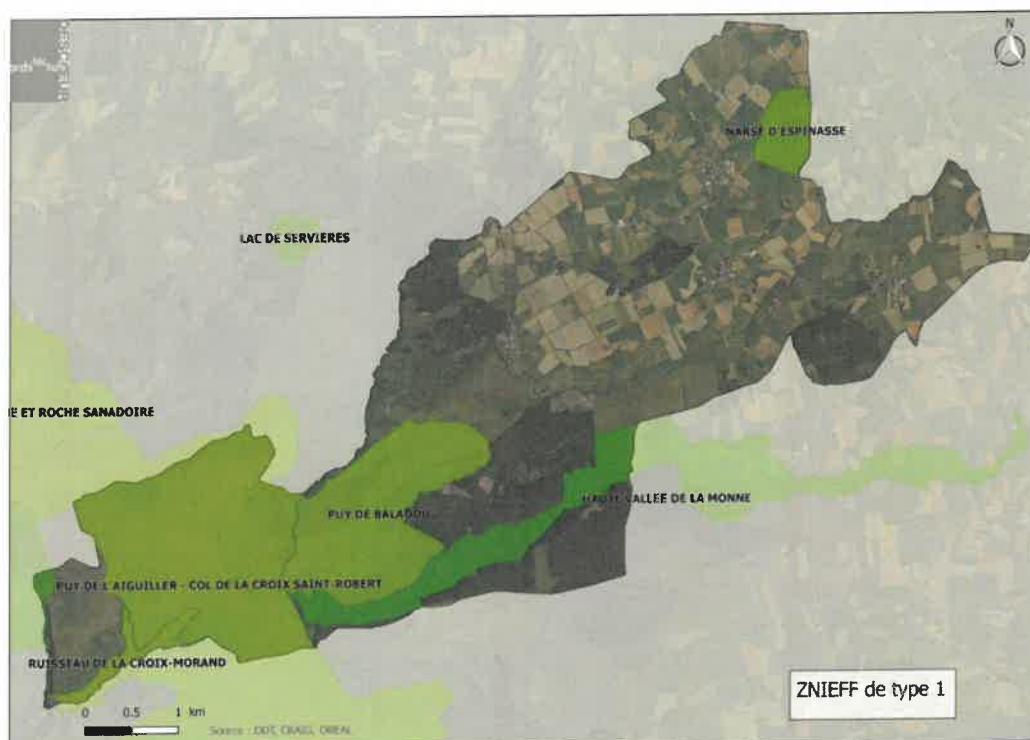 N
NARSE D'ESPINASSE
LAC DE SERVIERES
E ET ROCHE SANADOIRE
PUY DE BALADOU
HAUTE VALLEE DE LA MONNE
PUY DE L'AIGUILLER - COL DE LA CROIX SAINT-ROBERT
RUISSEAU DE LA CROIX-MORAND
ZNIEFF de type 1
0 0.5 1 km
Source : DDT, CRAIG, DREAL